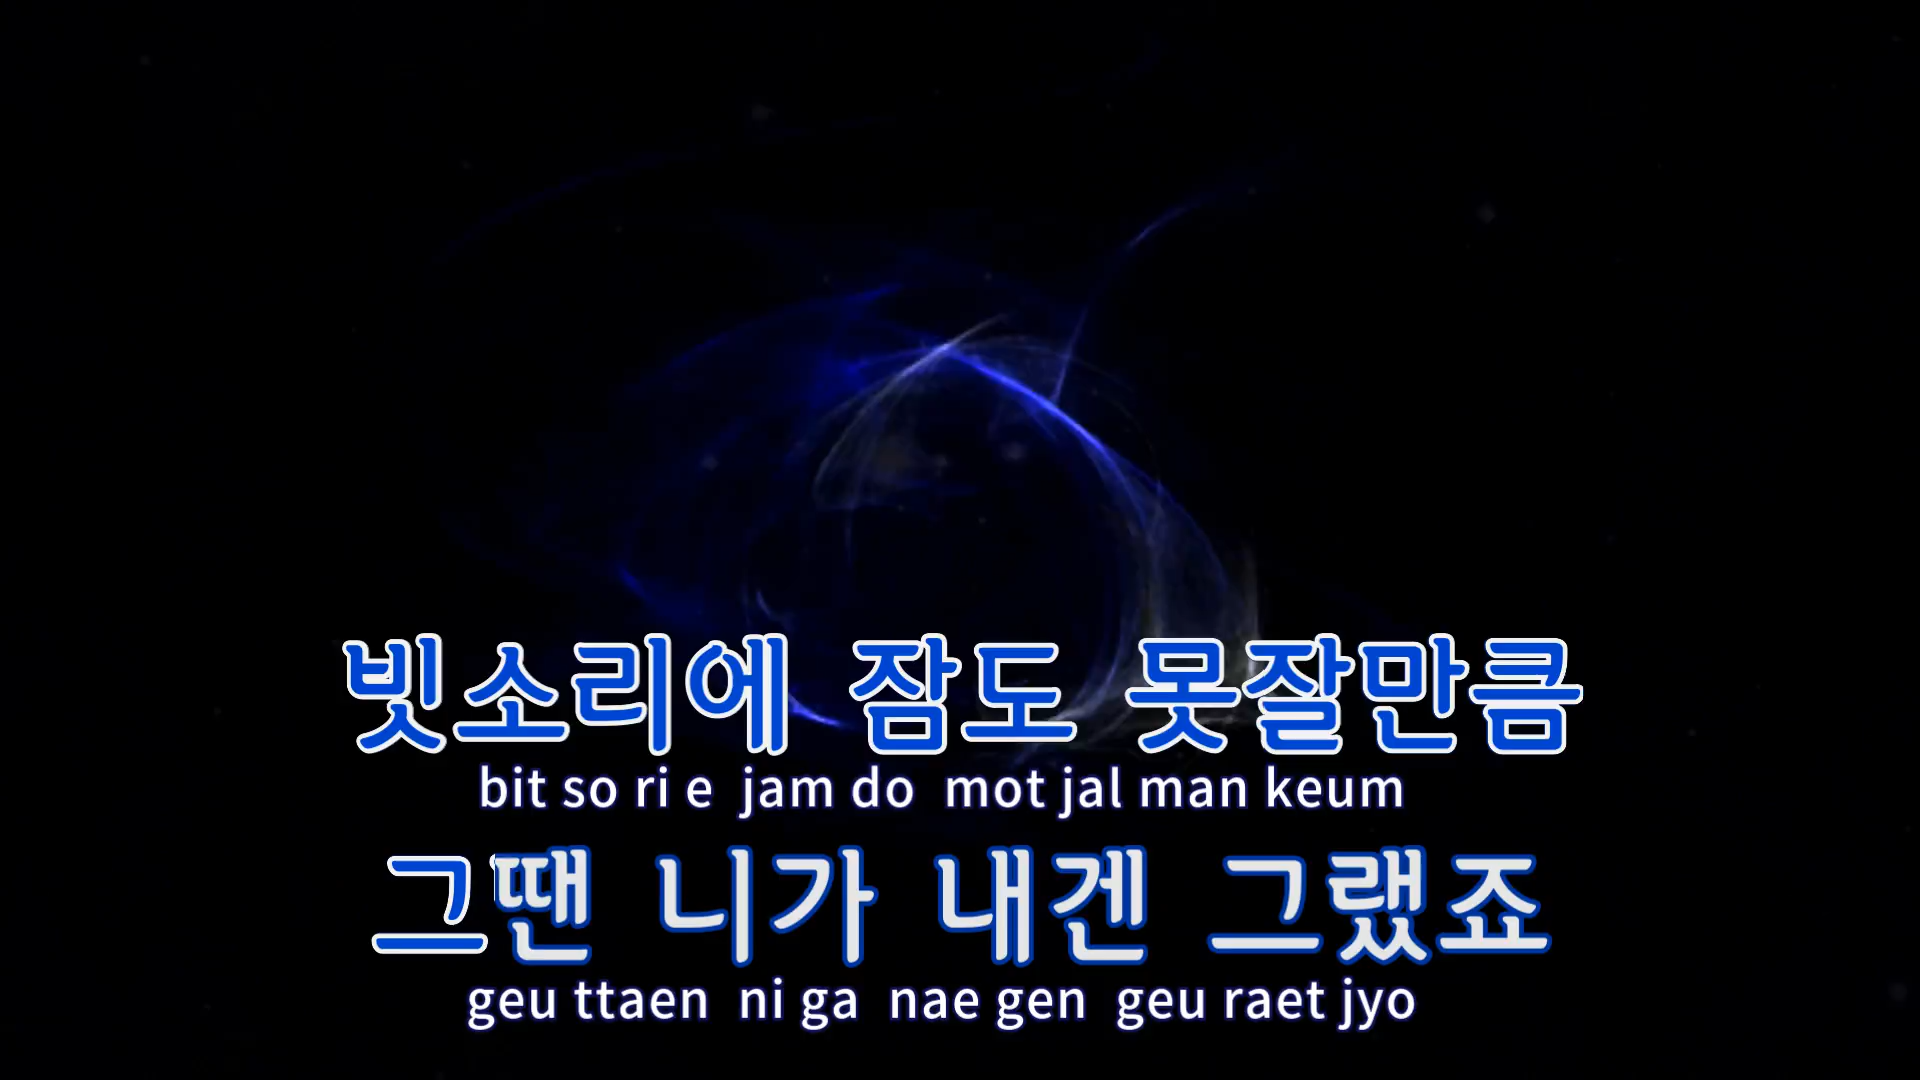 빗소리에 잠도 못잘만큼
bit so ri e jam do mot jal man keum
그땐 니가 내겐 그랬죠
geu ttaen ni ga nae gen geu raet jyo